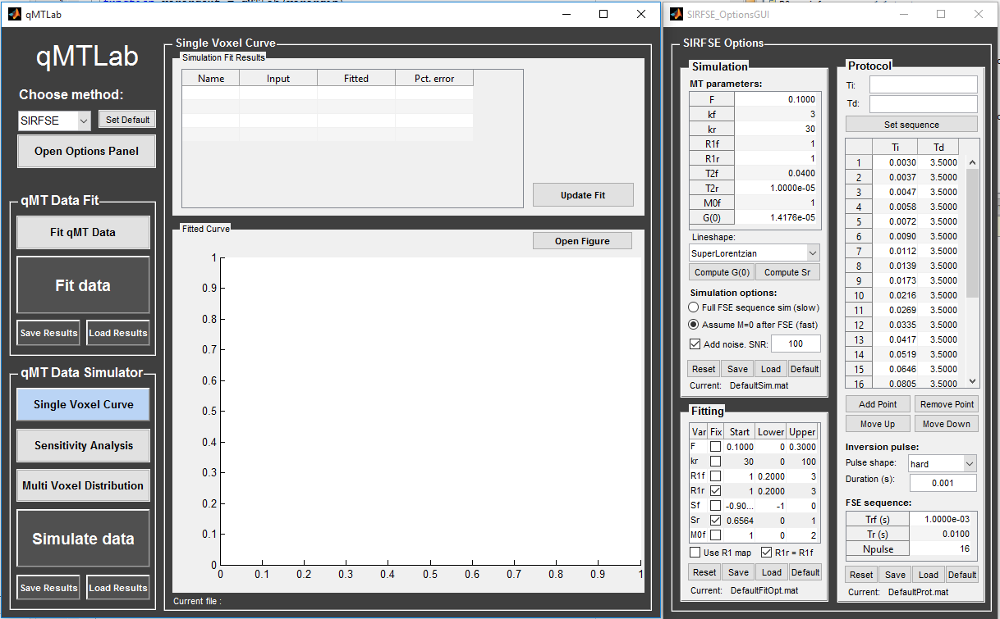 qMTLab
qMTLab
Choose method:
SIRFSE
Set Default
Open Options Panel
qMT Data Fit
Fit qMT Data
Fit data
Save Results
Load Results
qMT Data Simulator
Single Voxel Curve
Sensitivity Analysis
Multi Voxel Distribution
Simulate data
Save Results
Load Results
Single Voxel Curve
Simulation Fit Results
Name Input Fitted Pct. error
Update Fit
Fitted Curve
Open Figure
1
0.9
0.8
0.7
0.6
0.5
0.4
0.3
0.2
0.1
0
0 0.1 0.2 0.3 0.4 0.5 0.6 0.7 0.8 0.9 1
Current file :
SIRFSE_OptionsGUI
SIRFSE Options
Simulation
MT parameters:
F 0.1000
kf 3
kr 30
R1f 1
R1r 1
T2f 0.0400
T2r 1.0000e-05
M0f 1
G(0) 1.4176e-05
Lineshape:
SuperLorentzian
Compute G(0) Compute Sr
Simulation options:
Full FSE sequence sim (slow)
Assume M=0 after FSE (fast)
Add noise. SNR: 100
Reset Save Load Default
Current: DefaultSim.mat
Fitting
Var Fix Start Lower Upper
F 0.1000 0 0.3000
kr 30 0 100
R1f 1 0.2000 3
R1r 1 0.2000 3
Sf -0.90... -1 0
Sr 0.6564 0 1
M0f 1 0 2
Use R1 map R1r = R1f
Reset Save Load Default
Current: DefaultFitOpt.mat
Protocol
Ti:
Td:
Set sequence
Ti Td
1 0.0030 3.5000
2 0.0037 3.5000
3 0.0047 3.5000
4 0.0058 3.5000
5 0.0072 3.5000
6 0.0090 3.5000
7 0.0112 3.5000
8 0.0139 3.5000
9 0.0173 3.5000
10 0.0216 3.5000
11 0.0269 3.5000
12 0.0335 3.5000
13 0.0417 3.5000
14 0.0519 3.5000
15 0.0646 3.5000
16 0.0805 3.5000
Add Point Remove Point
Move Up Move Down
Inversion pulse:
Pulse shape: hard
Duration (s): 0.001
FSE sequence:
Trf (s) 1.0000e-03
Tr (s) 0.0100
Npulse 16
Reset Save Load Default
Current: DefaultProt.mat